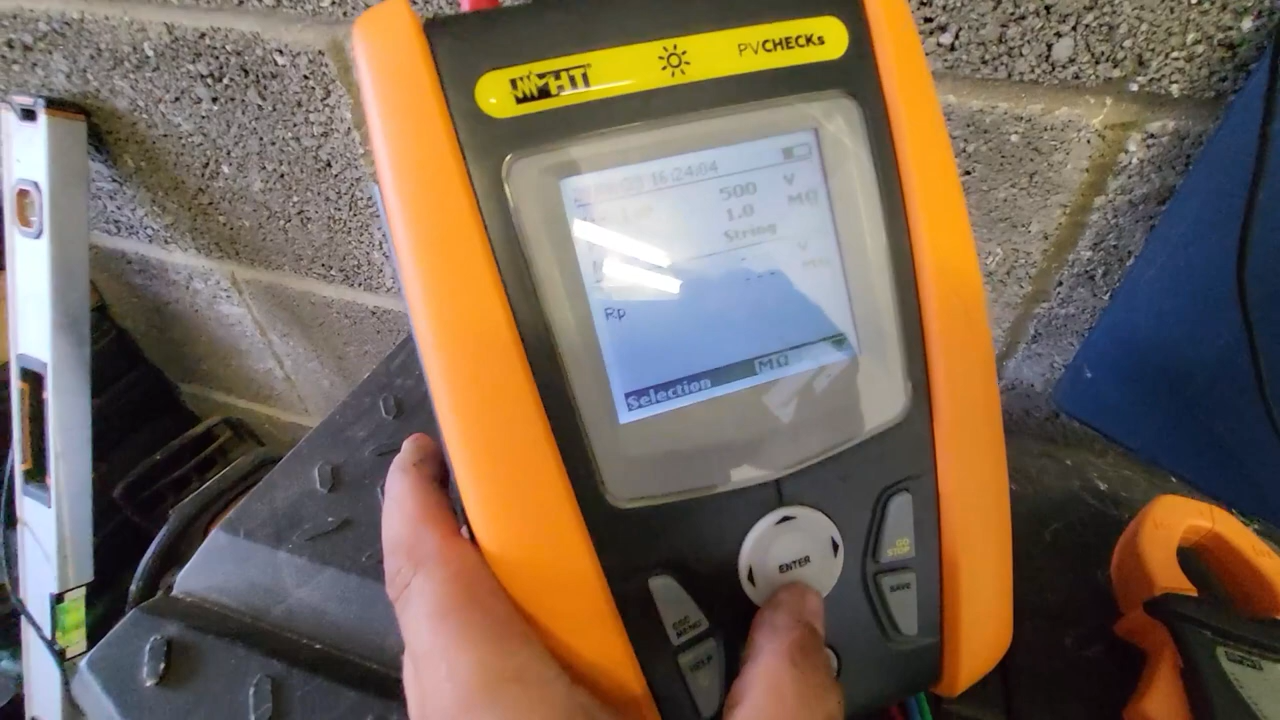 HT PVCHECKs
16:24:04
500 V
1.0 MΩ
String
V
MΩ
Rp
Selection MΩ
ENTER
GO
STOP
SAVE
ESC
MENU
HELP